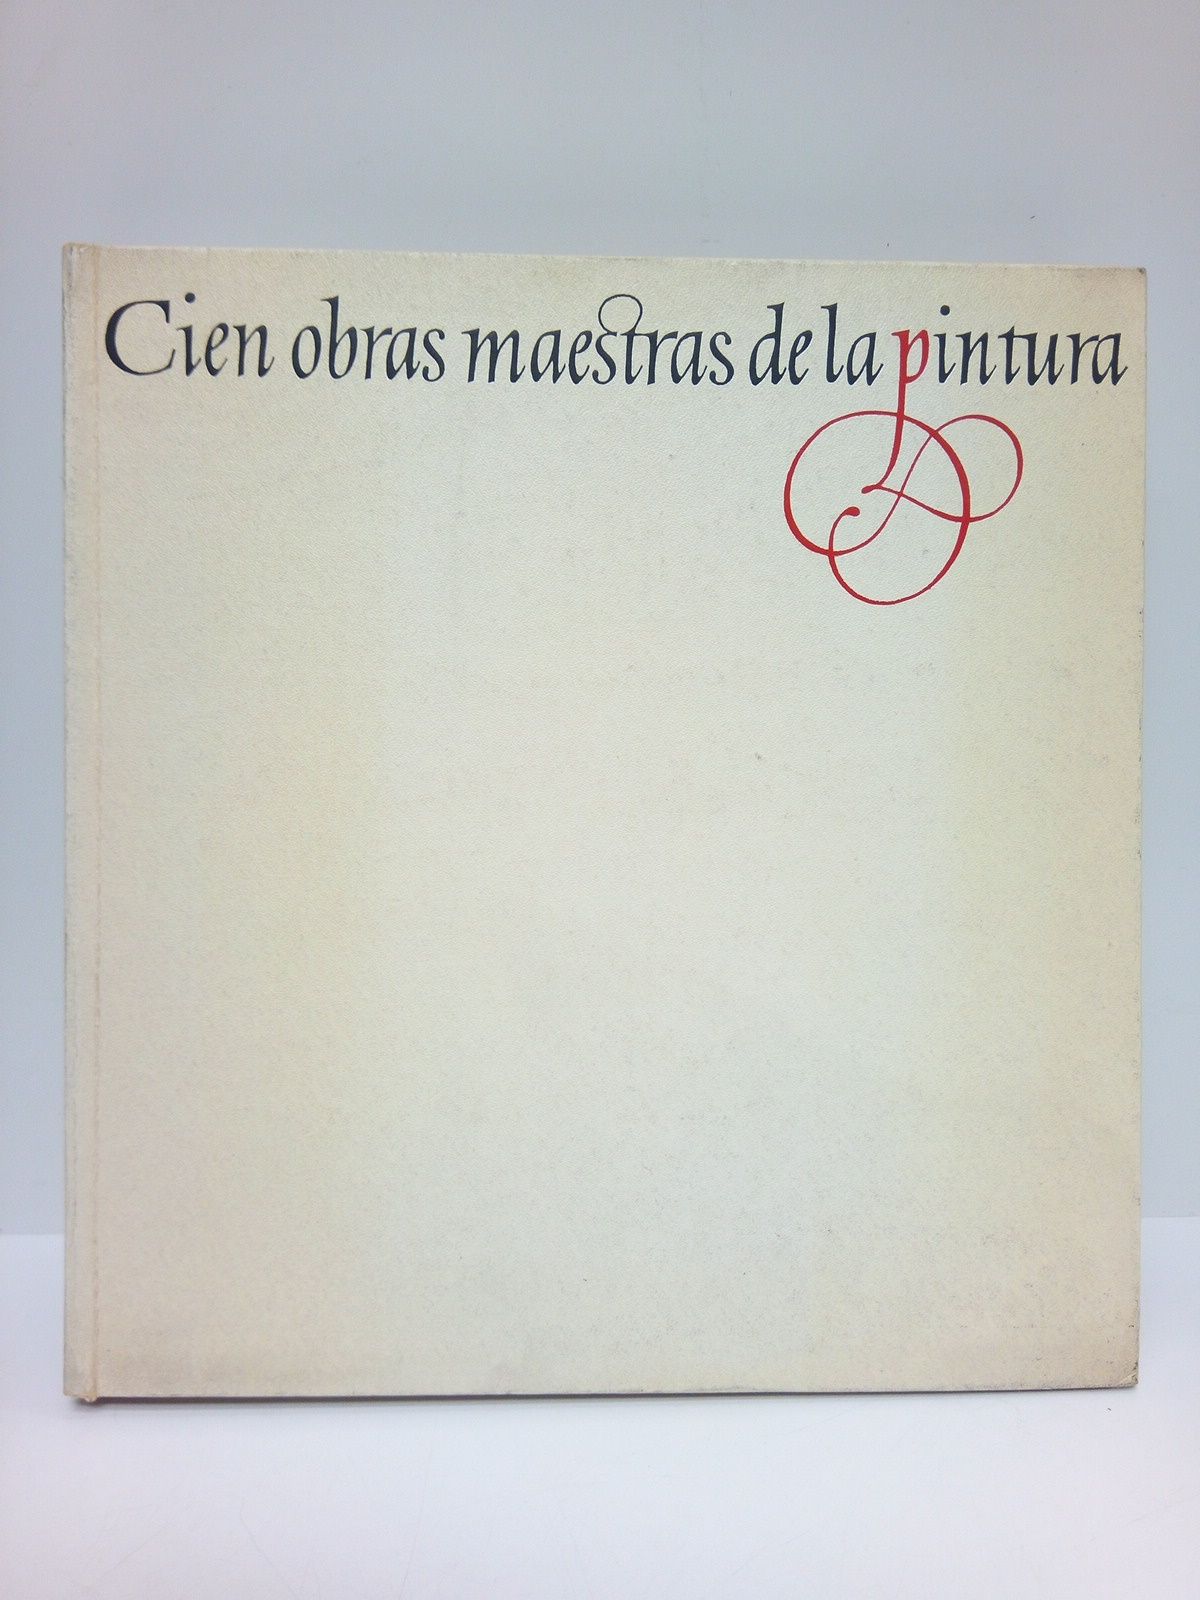 Cien obras maestras de la pintura